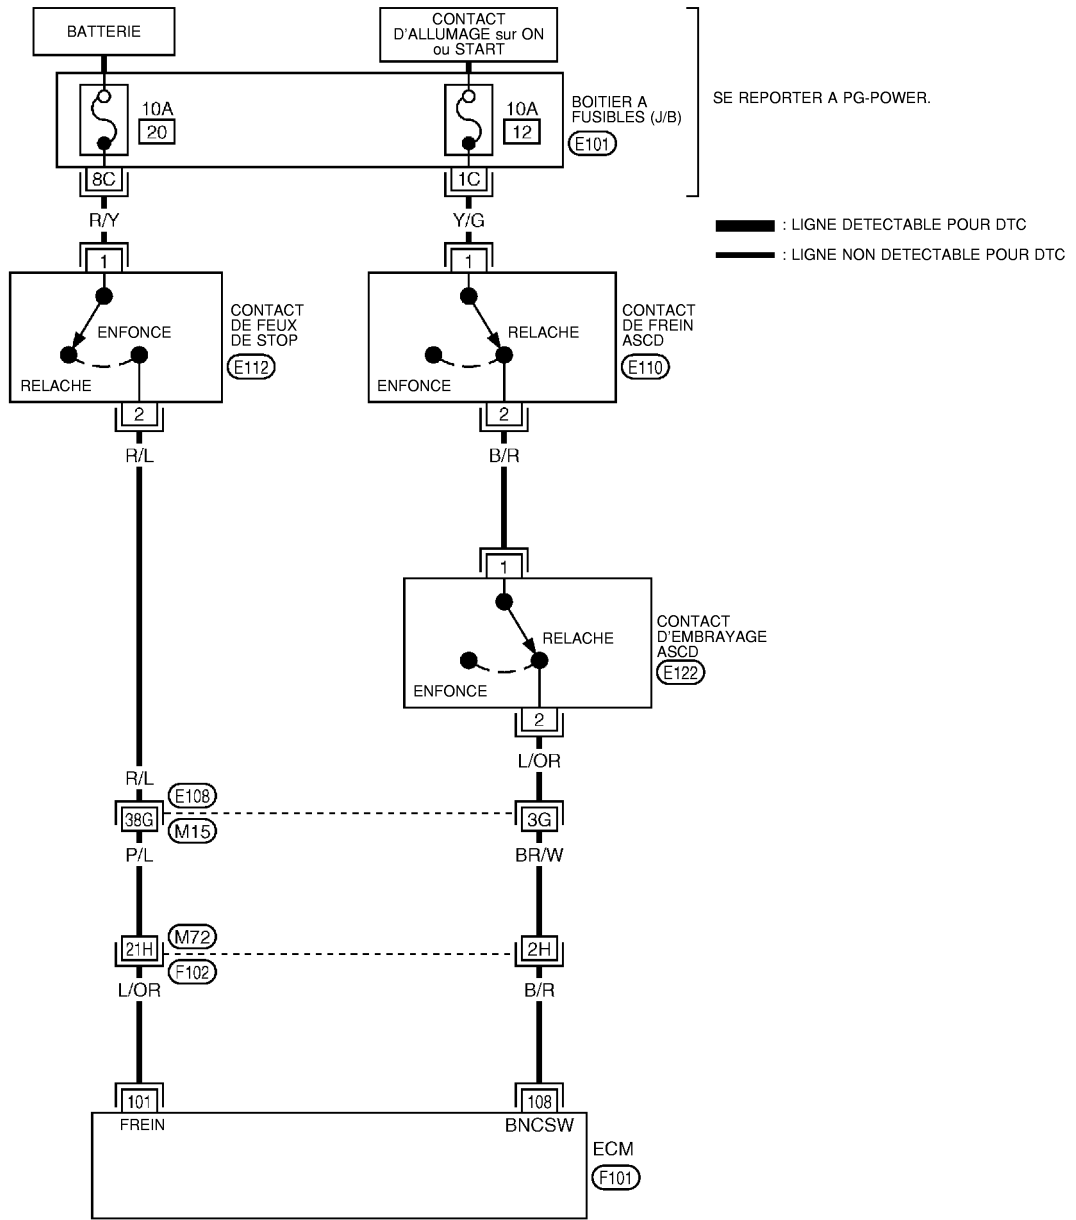 BATTERIE
CONTACT
D'ALLUMAGE sur ON
ou START
10A
20
10A
12
BOITIER A
FUSIBLES (J/B)
E101
SE REPORTER A PG-POWER.
8C
1C
R/Y
Y/G
: LIGNE DETECTABLE POUR DTC
: LIGNE NON DETECTABLE POUR DTC
1
1
ENFONCE
RELACHE
CONTACT
DE FEUX
DE STOP
E112
RELACHE
ENFONCE
CONTACT
DE FREIN
ASCD
E110
2
2
R/L
B/R
1
RELACHE
ENFONCE
CONTACT
D'EMBRAYAGE
ASCD
E122
2
L/OR
R/L
E108
38G
3G
M15
P/L
BR/W
M72
21H
2H
F102
L/OR
B/R
101
108
FREIN
BNCSW
ECM
F101